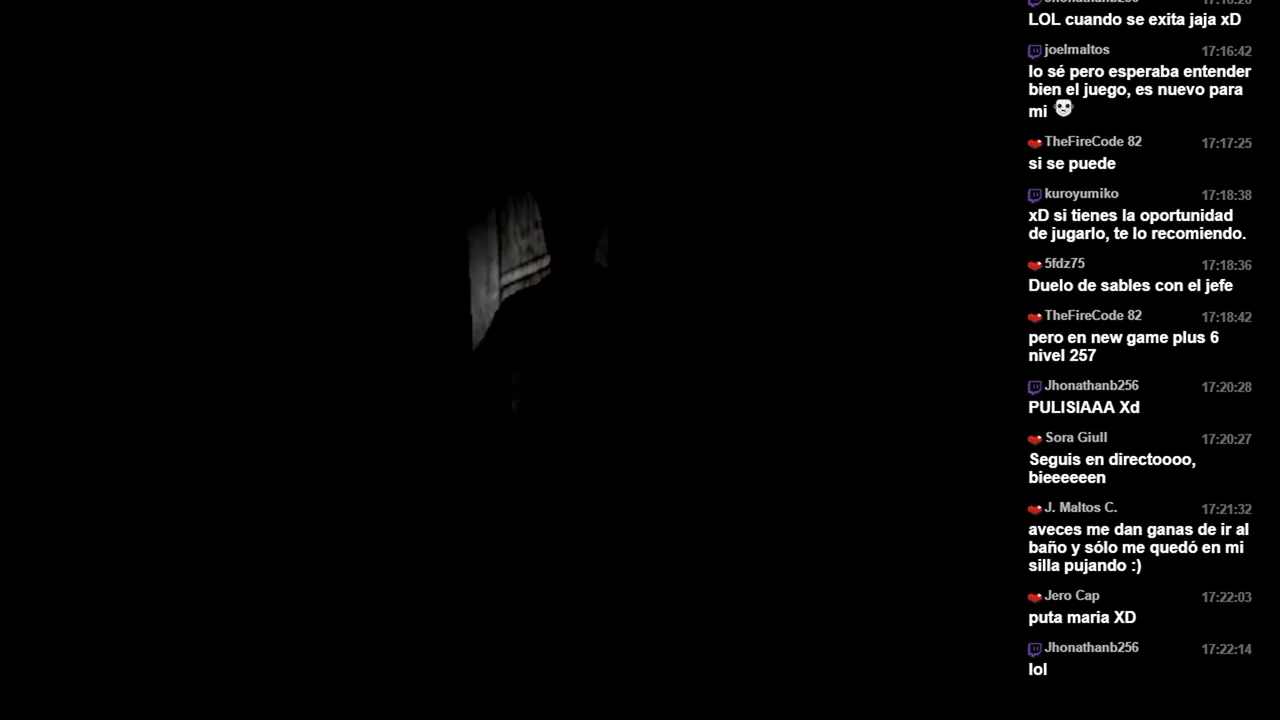 LOL cuando se exita jaja xD
joelmaltos 17:16:42
lo sé pero esperaba entender
bien el juego, es nuevo para
mi
TheFireCode 82 17:17:25
si se puede
kuroyumiko 17:18:38
xD si tienes la oportunidad
de jugarlo, te lo recomiendo.
5fdz75 17:18:36
Duelo de sables con el jefe
TheFireCode 82 17:18:42
pero en new game plus 6
nivel 257
Jhonathanb256 17:20:28
PULISIAAA Xd
Sora Giull 17:20:27
Seguis en directoooo,
bieeeeeen
J. Maltos C. 17:21:32
aveces me dan ganas de ir al
baño y sólo me quedó en mi
silla pujando :)
Jero Cap 17:22:03
puta maria XD
Jhonathanb256 17:22:14
lol